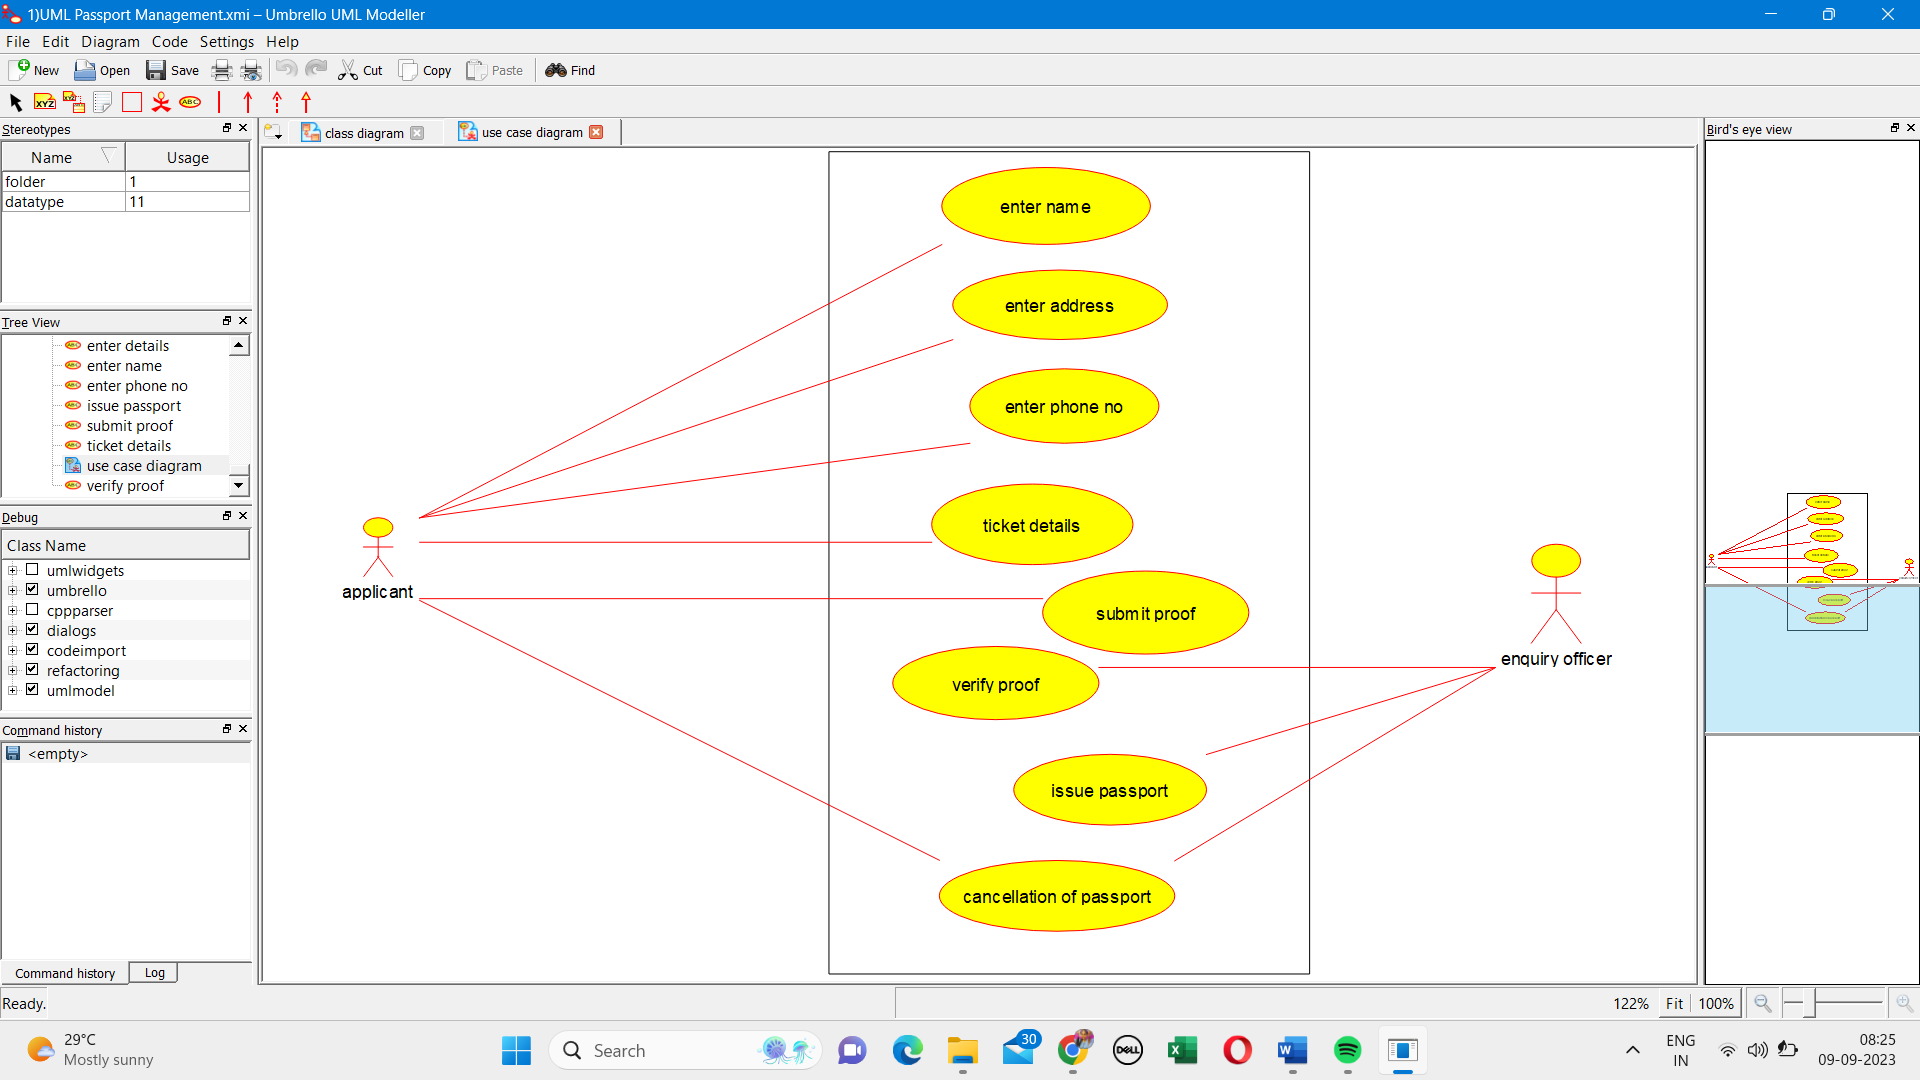 1)UML Passport Management.xmi – Umbrello UML Modeller
File Edit Diagram Code Settings Help
New Open Save Cut Copy Paste Find
XYZ XYZ ABC
Stereotypes
Name Usage
folder 1
datatype 11
Tree View
enter details
enter name
enter phone no
issue passport
submit proof
ticket details
use case diagram
verify proof
Debug
Class Name
umlwidgets
umbrello
cppparser
dialogs
codeimport
refactoring
umlmodel
Command history
<empty>
Command history Log
class diagram use case diagram
enter name
enter address
enter phone no
ticket details
applicant
submit proof
enquiry officer
verify proof
issue passport
cancellation of passport
Bird's eye view
Ready.
122% Fit 100%
29°C
Mostly sunny
Search
30
DELL
ENG
IN
08:25
09-09-2023